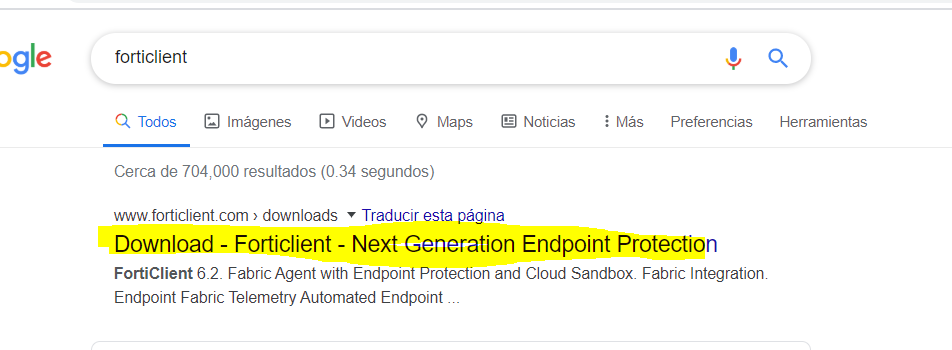 ogle
forticlient
Todos Imágenes Videos Maps Noticias Más Preferencias Herramientas
Cerca de 704,000 resultados (0.34 segundos)
www.forticlient.com › downloads Traducir esta página
Download - Forticlient - Next Generation Endpoint Protection
FortiClient 6.2. Fabric Agent with Endpoint Protection and Cloud Sandbox. Fabric Integration.
Endpoint Fabric Telemetry Automated Endpoint ...